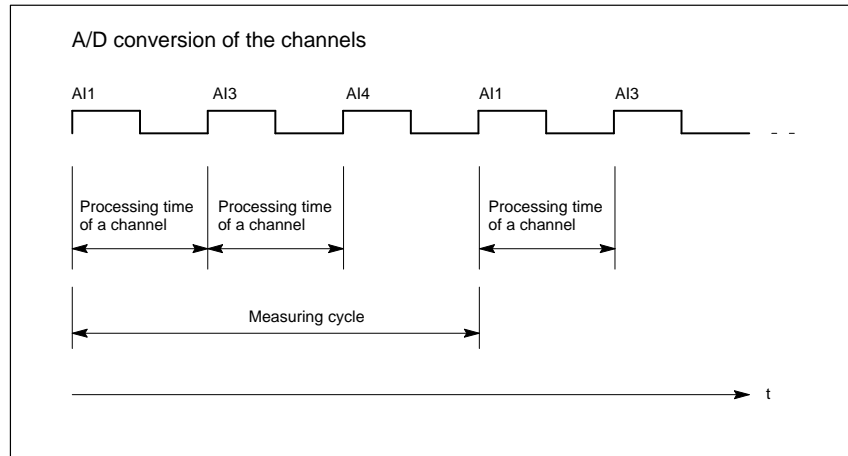 A/D conversion of the channels
AI1 AI3 AI4 AI1 AI3
Processing time
of a channel
Processing time
of a channel
Processing time
of a channel
Measuring cycle
t